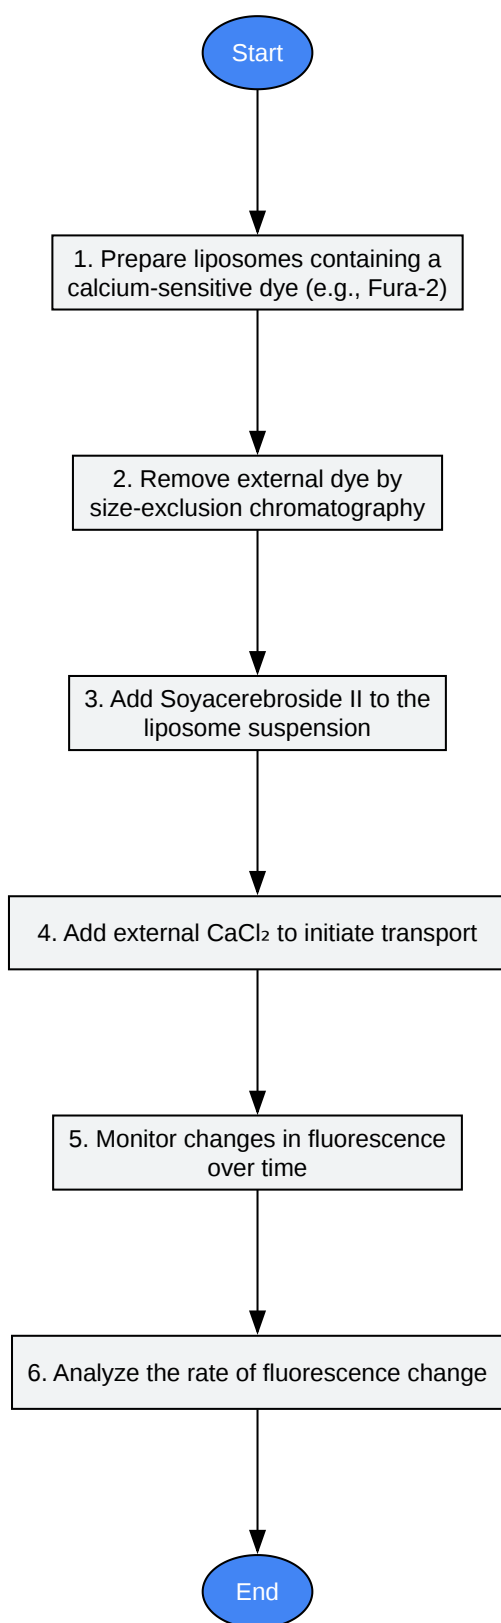 Start
1. Prepare liposomes containing a
calcium-sensitive dye (e.g., Fura-2)
2. Remove external dye by
size-exclusion chromatography
3. Add Soyacerebroside II to the
liposome suspension
4. Add external CaCl₂ to initiate transport
5. Monitor changes in fluorescence
over time
6. Analyze the rate of fluorescence change
End